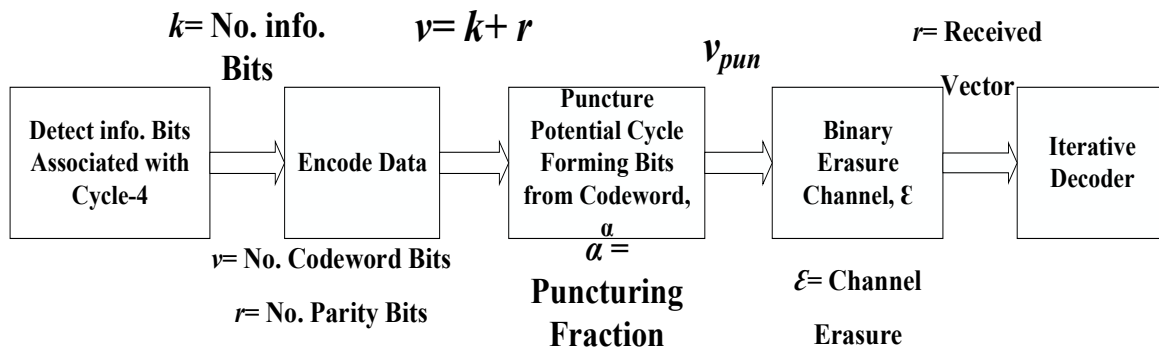 k= No. info.
Bits
v= k+ r
v_pun
r= Received
Vector
Detect info. Bits
Associated with
Cycle-4
Encode Data
Puncture
Potential Cycle
Forming Bits
from Codeword,
α
Binary
Erasure
Channel, Ɛ
Iterative
Decoder
v= No. Codeword Bits
r= No. Parity Bits
α =
Puncturing
Fraction
Ɛ= Channel
Erasure